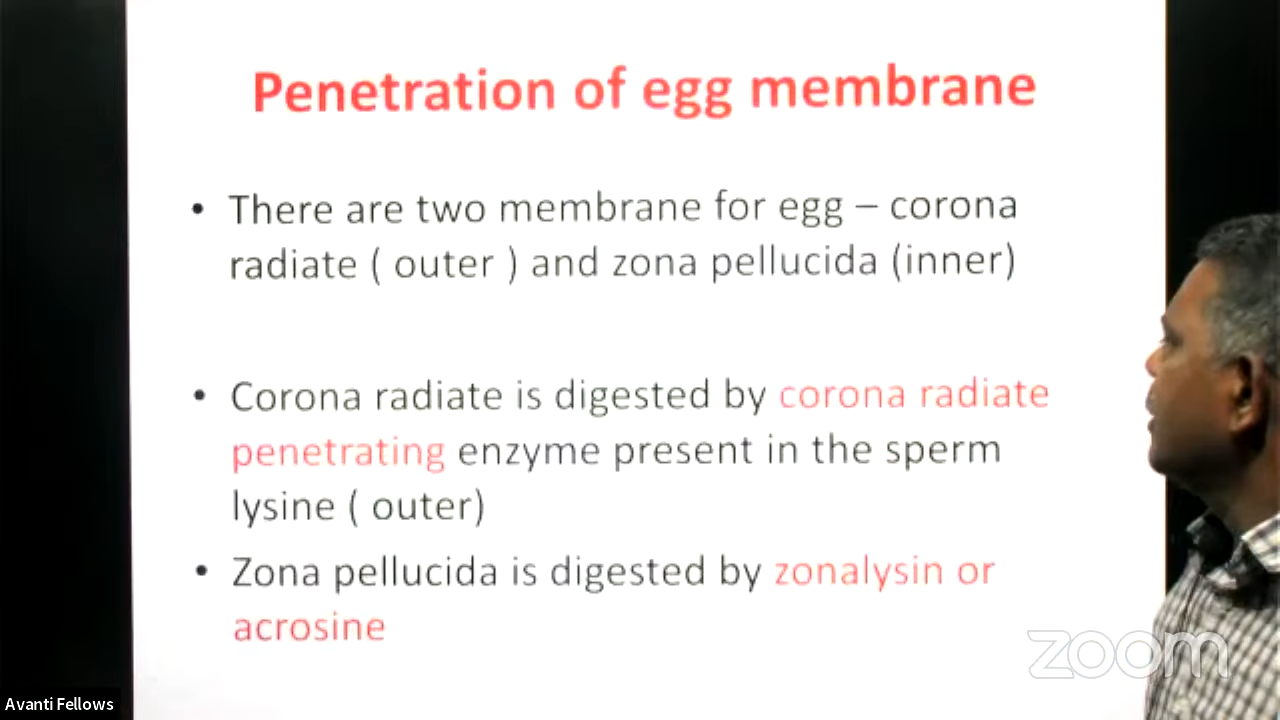 Penetration of egg membrane
• There are two membrane for egg – corona
radiate ( outer ) and zona pellucida (inner)
• Corona radiate is digested by corona radiate
penetrating enzyme present in the sperm
lysine ( outer)
• Zona pellucida is digested by zonalysin or
acrosine
zoom
Avanti Fellows